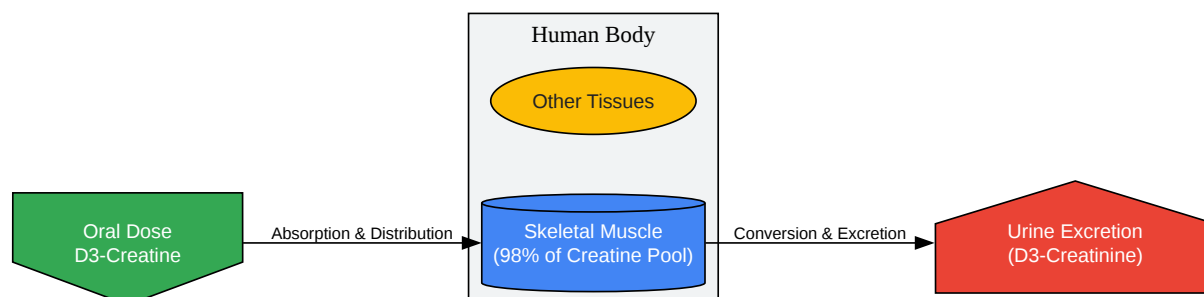 Human Body
Other Tissues
Oral Dose
D3-Creatine
Absorption & Distribution
Skeletal Muscle
(98% of Creatine Pool)
Conversion & Excretion
Urine Excretion
(D3-Creatinine)